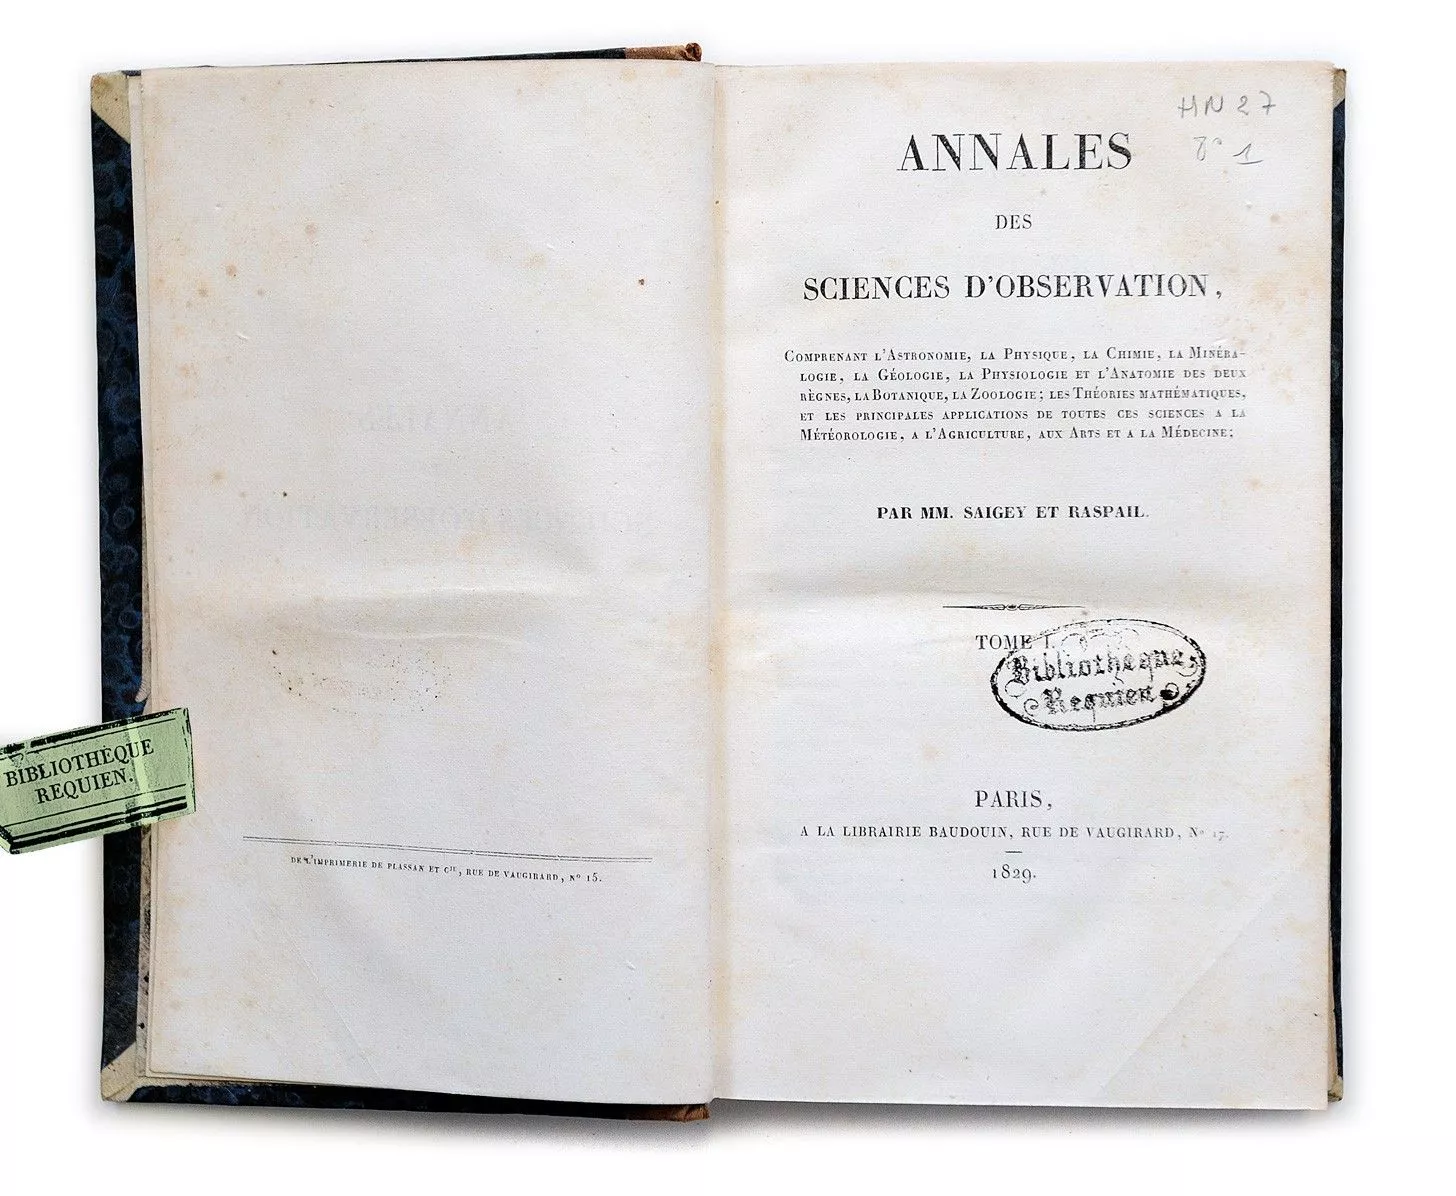 BIBLIOTHÈQUE
REQUIEN.
DE L'IMPRIMERIE DE PLASSAN ET Cie, RUE DE VAUGIRARD, No 15.
HN 27
To 1
ANNALES
DES
SCIENCES D'OBSERVATION,
COMPRENANT L'ASTRONOMIE, LA PHYSIQUE, LA CHIMIE, LA MINÉRA-
LOGIE, LA GÉOLOGIE, LA PHYSIOLOGIE ET L'ANATOMIE DES DEUX
RÈGNES, LA BOTANIQUE, LA ZOOLOGIE; LES THÉORIES MATHÉMATIQUES,
ET LES PRINCIPALES APPLICATIONS DE TOUTES CES SCIENCES A LA
MÉTÉOROLOGIE, A L'AGRICULTURE, AUX ARTS ET A LA MÉDECINE;
PAR MM. SAIGEY ET RASPAIL.
TOME I.
Bibliothèque
Requien
PARIS,
A LA LIBRAIRIE BAUDOUIN, RUE DE VAUGIRARD, No 17.
1829.